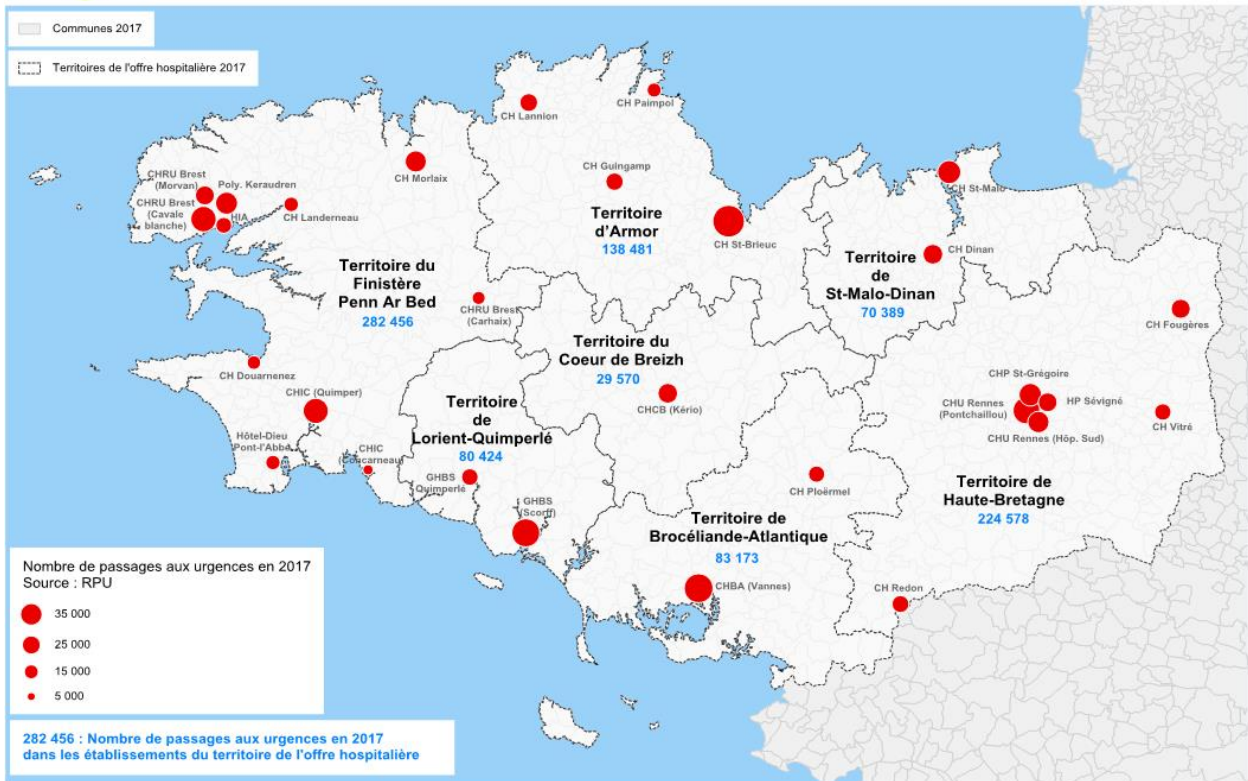 Communes 2017
Territoires de l'offre hospitalière 2017
CH Paimpol
CH Lannion
CH Guingamp
CH Morlaix
CHRU Brest
(Morvan)
Poly. Keraudren
CHRU Brest
(Cavale
blanche)
HIA
CH Landerneau
CH St-Malo
Territoire
d'Armor
138 481
CH St-Brieuc
CH Dinan
Territoire
de
St-Malo-Dinan
70 389
Territoire du
Finistère
Penn Ar Bed
282 456
CHRU Brest
(Carhaix)
CH Fougères
Territoire du
Coeur de Breizh
29 570
CHCB (Kério)
CH Douarnenez
CHIC (Quimper)
CHP St-Grégoire
CHU Rennes
(Pontchaillou)
HP Sévigné
CHU Rennes (Hôp. Sud)
CH Vitré
Territoire
de
Lorient-Quimperlé
80 424
Hôtel-Dieu
Pont-l'Abbé
CHIC
(Concarneau)
GHBS
Quimperlé
GHBS
(Scorff)
CH Ploërmel
Territoire de
Haute-Bretagne
224 578
Territoire de
Brocéliande-Atlantique
83 173
CHBA (Vannes)
CH Redon
Nombre de passages aux urgences en 2017
Source : RPU
35 000
25 000
15 000
5 000
282 456 : Nombre de passages aux urgences en 2017
dans les établissements du territoire de l'offre hospitalière